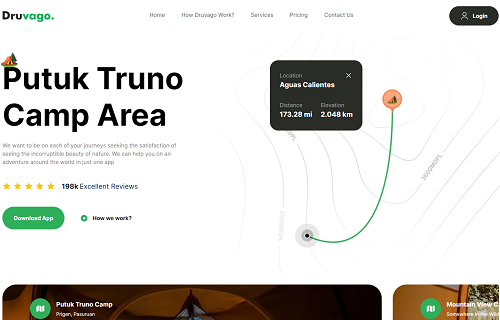 Druvago.
Home
How Druvago Work?
Services
Pricing
Contact Us
Login
Putuk Truno
Camp Area
We want to be on each of your journeys seeking the satisfaction of
seeing the incorruptible beauty of nature. We can help you on an
adventure around the world in just one app
198k Excellent Reviews
Download App
How we work?
Location
Aguas Calientes
Distance
173.28 mi
Elevation
2.048 km
Putuk Truno Camp
Prigen, Pasuruan
Mountain View C
Somewhere in the Wild